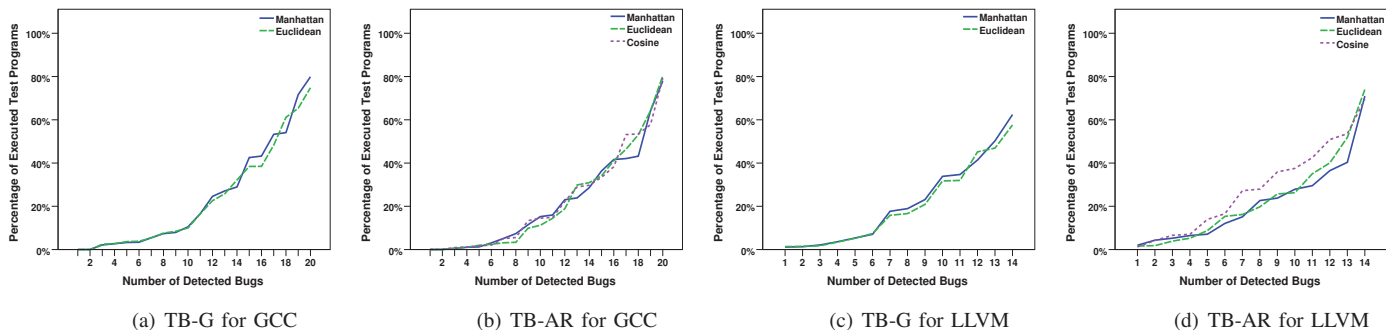 Percentage of Executed Test Programs
100%
80%
60%
40%
20%
0%
Manhattan
Euclidean
2 4 6 8 10 12 14 16 18 20
Number of Detected Bugs
(a) TB-G for GCC
Percentage of Executed Test Programs
100%
80%
60%
40%
20%
0%
Manhattan
Euclidean
Cosine
2 4 6 8 10 12 14 16 18 20
Number of Detected Bugs
(b) TB-AR for GCC
Percentage of Executed Test Programs
100%
80%
60%
40%
20%
0%
Manhattan
Euclidean
1 2 3 4 5 6 7 8 9 10 11 12 13 14
Number of Detected Bugs
(c) TB-G for LLVM
Percentage of Executed Test Programs
100%
80%
60%
40%
20%
0%
Manhattan
Euclidean
Cosine
1 2 3 4 5 6 7 8 9 10 11 12 13 14
Number of Detected Bugs
(d) TB-AR for LLVM